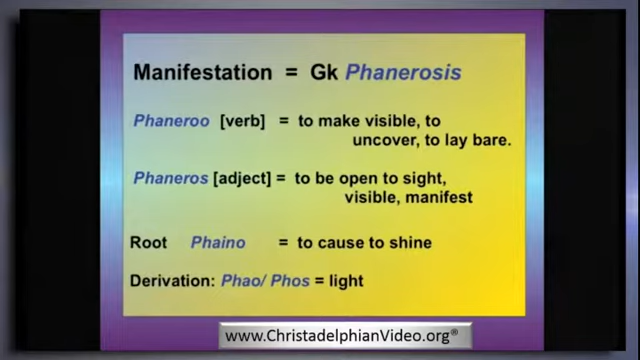 Manifestation = Gk Phanerosis
Phaneroo [verb] = to make visible, to
uncover, to lay bare.
Phaneros [adject] = to be open to sight,
visible, manifest
Root Phaino = to cause to shine
Derivation: Phao/ Phos = light
www.ChristadelphianVideo.org®